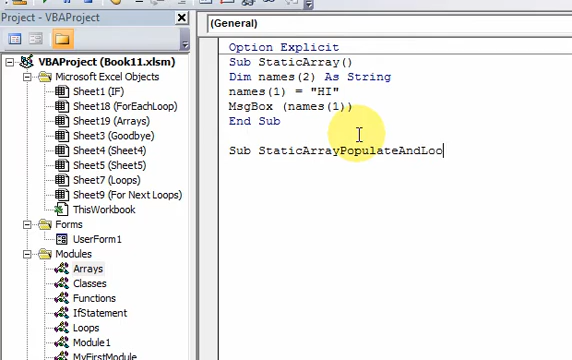 Project - VBAProject
VBAProject (Book11.xlsm)
Microsoft Excel Objects
Sheet1 (IF)
Sheet18 (ForEachLoop)
Sheet19 (Arrays)
Sheet3 (Goodbye)
Sheet4 (Sheet4)
Sheet5 (Sheet5)
Sheet7 (Loops)
Sheet9 (For Next Loops)
ThisWorkbook
Forms
UserForm1
Modules
Arrays
Classes
Functions
IfStatement
Loops
Module1
MyFirstModule
(General)
Option Explicit
Sub StaticArray()
Dim names(2) As String
names(1) = "HI"
MsgBox (names(1))
End Sub
Sub StaticArrayPopulateAndLoo